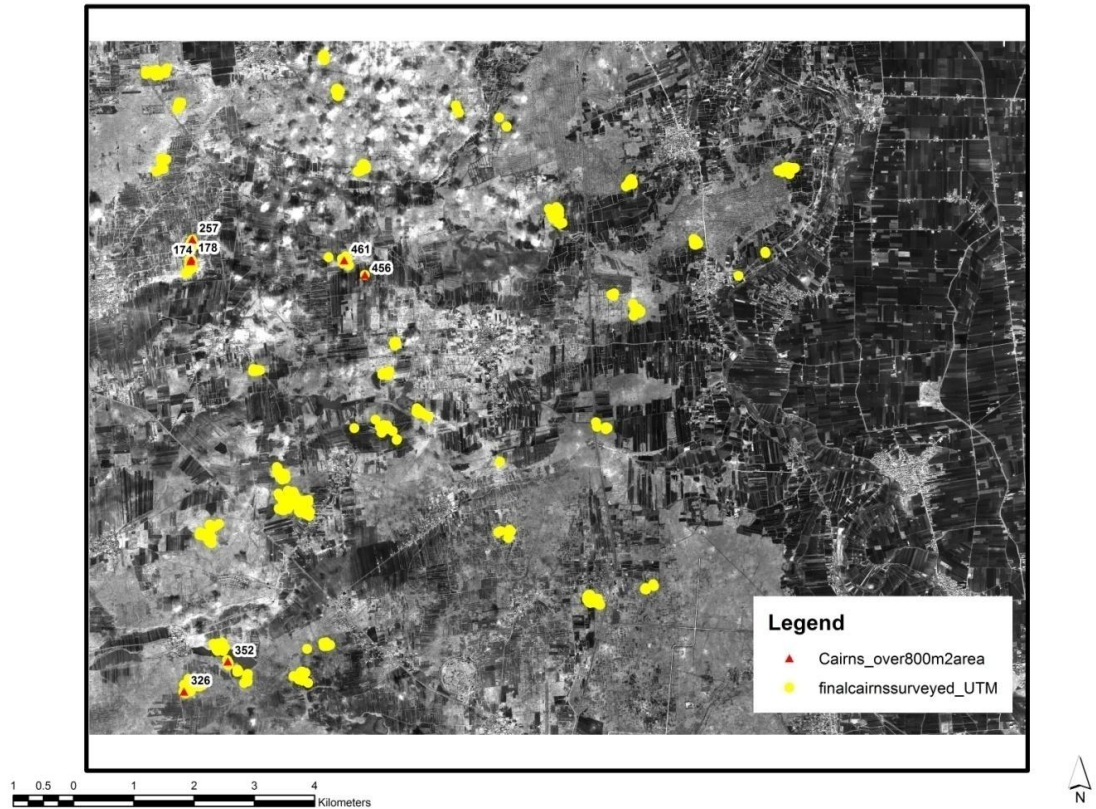 257
174 178
461
456
352
326
Legend
Cairns_over800m2area
finalcairnssurveyed_UTM
1 0.5 0 1 2 3 4
Kilometers
N